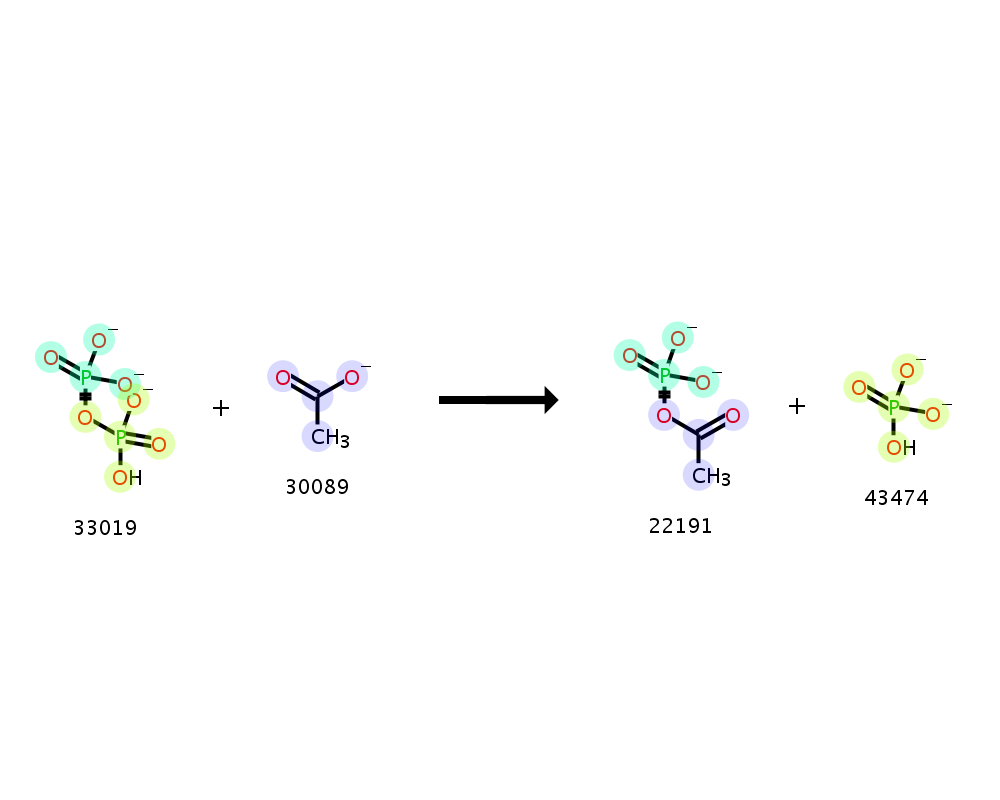 O O⁻ P O⁻ O⁻ O P O OH
33019
+
O O⁻ CH3
30089
O O⁻ P O⁻ O O CH3
22191
+
O O⁻ P O⁻ OH
43474